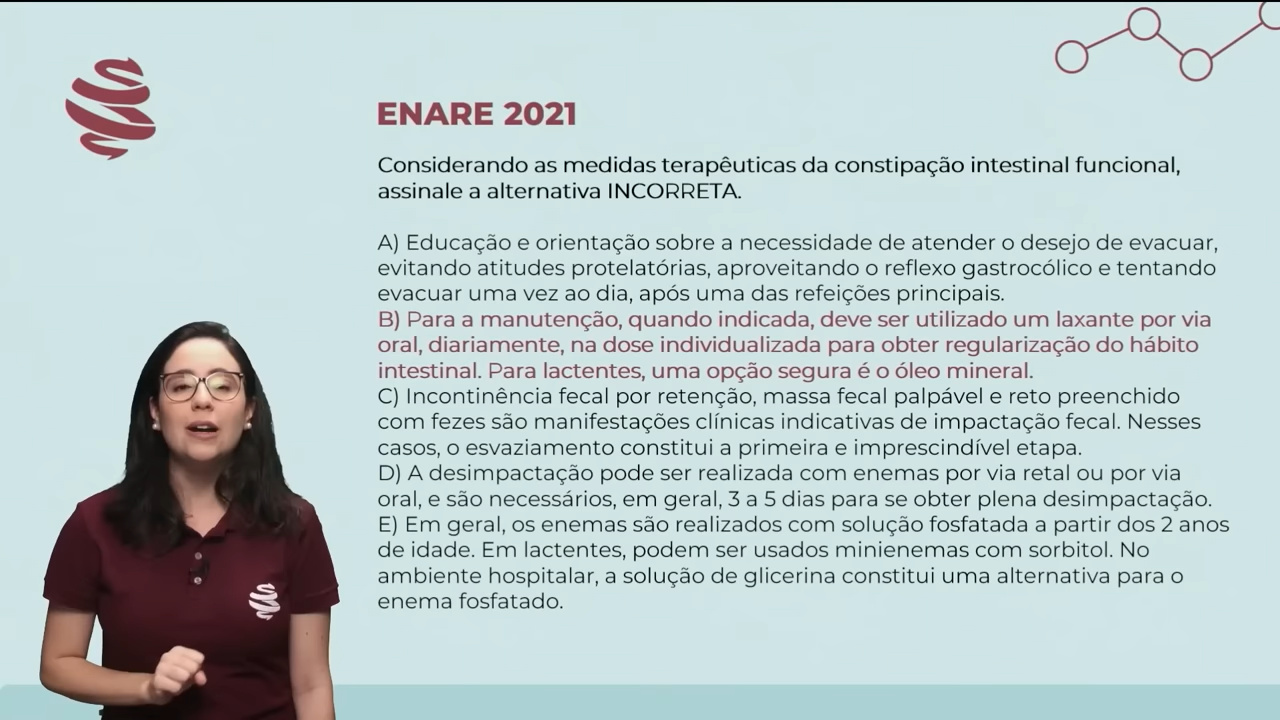 ENARE 2021
Considerando as medidas terapêuticas da constipação intestinal funcional,
assinale a alternativa INCORRETA.
A) Educação e orientação sobre a necessidade de atender o desejo de evacuar,
evitando atitudes protelatórias, aproveitando o reflexo gastrocólico e tentando
evacuar uma vez ao dia, após uma das refeições principais.
B) Para a manutenção, quando indicada, deve ser utilizado um laxante por via
oral, diariamente, na dose individualizada para obter regularização do hábito
intestinal. Para lactentes, uma opção segura é o óleo mineral.
C) Incontinência fecal por retenção, massa fecal palpável e reto preenchido
com fezes são manifestações clínicas indicativas de impactação fecal. Nesses
casos, o esvaziamento constitui a primeira e imprescindível etapa.
D) A desimpactação pode ser realizada com enemas por via retal ou por via
oral, e são necessários, em geral, 3 a 5 dias para se obter plena desimpactação.
E) Em geral, os enemas são realizados com solução fosfatada a partir dos 2 anos
de idade. Em lactentes, podem ser usados minienemas com sorbitol. No
ambiente hospitalar, a solução de glicerina constitui uma alternativa para o
enema fosfatado.